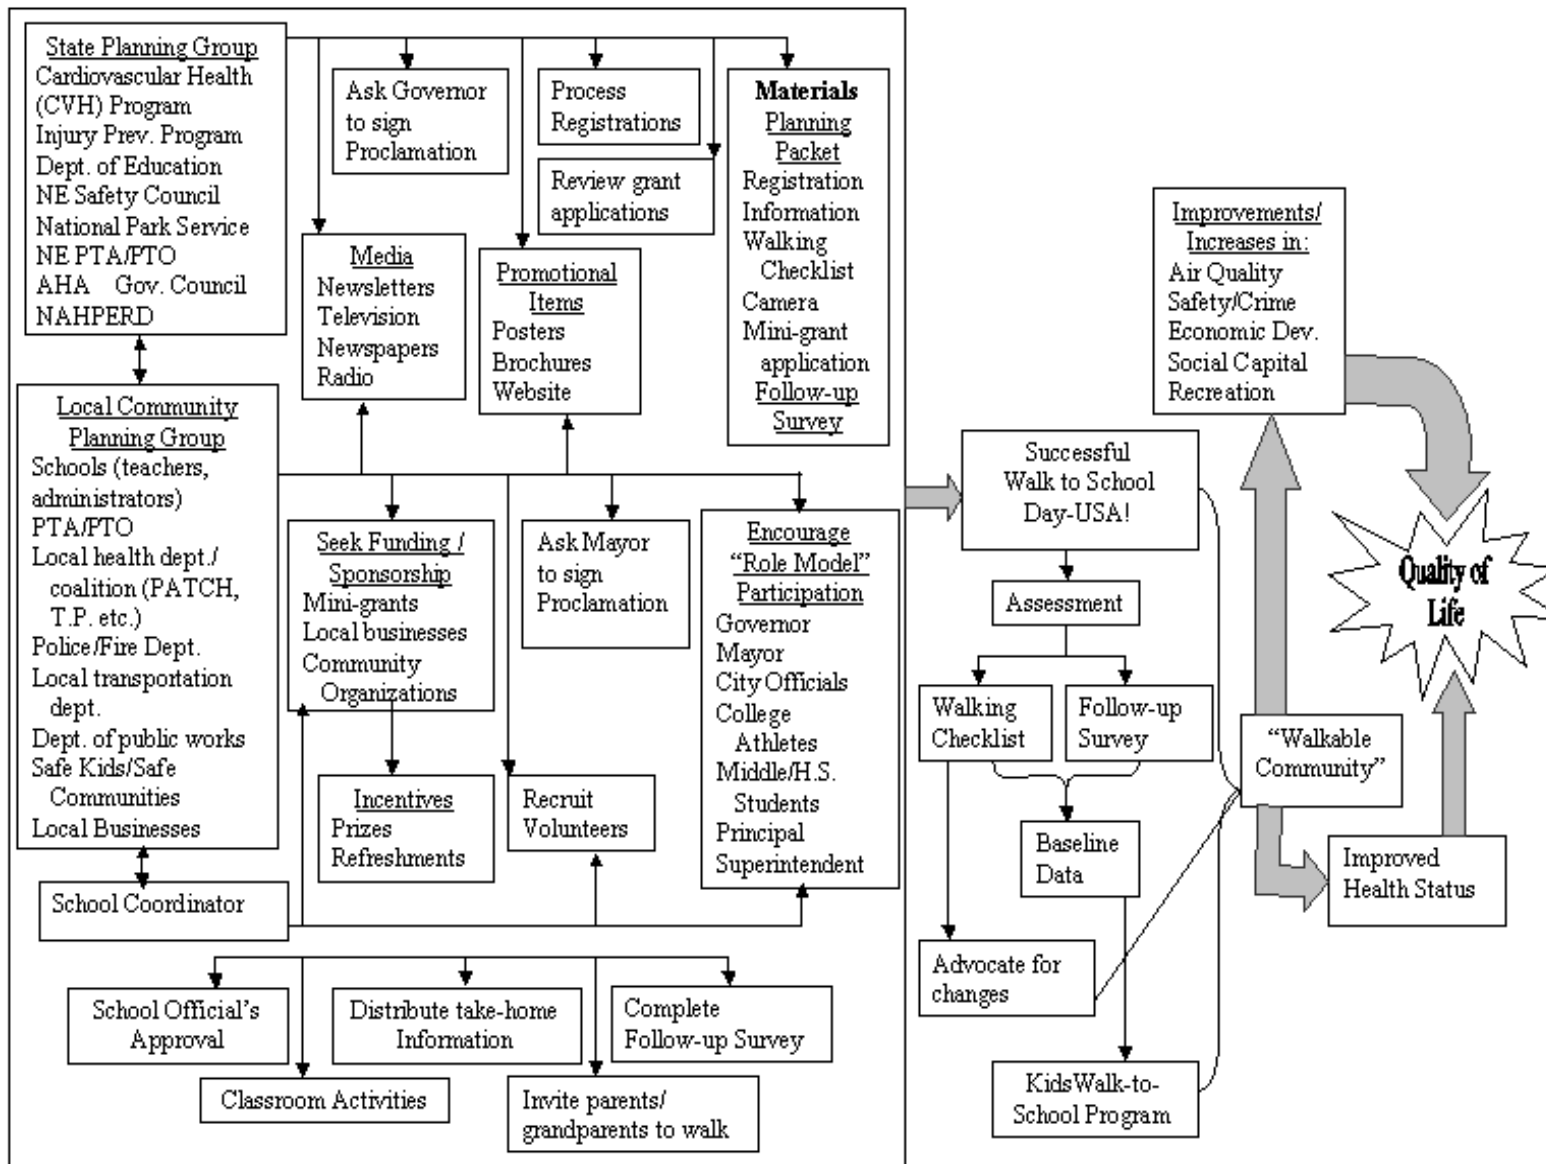 State Planning Group
Cardiovascular Health
(CVH) Program
Injury Prev. Program
Dept. of Education
NE Safety Council
National Park Service
NE PTA/PTO
AHA Gov. Council
NAHPERD
Ask Governor
to sign
Proclamation
Process
Registrations
Review grant
applications
Materials
Planning
Packet
Registration
Information
Walking
Checklist
Camera
Mini-grant
application
Follow-up
Survey
Media
Newsletters
Television
Newspapers
Radio
Promotional
Items
Posters
Brochures
Website
Local Community
Planning Group
Schools (teachers,
administrators)
PTA/PTO
Local health dept./
coalition (PATCH,
T.P. etc.)
Police/Fire Dept.
Local transportation
dept.
Dept. of public works
Safe Kids/Safe
Communities
Local Businesses
Seek Funding /
Sponsorship
Mini-grants
Local businesses
Community
Organizations
Ask Mayor
to sign
Proclamation
Encourage
“Role Model”
Participation
Governor
Mayor
City Officials
College
Athletes
Middle/H.S.
Students
Principal
Superintendent
Incentives
Prizes
Refreshments
Recruit
Volunteers
School Coordinator
School Official's
Approval
Distribute take-home
Information
Complete
Follow-up Survey
Classroom Activities
Invite parents/
grandparents to walk
Successful
Walk to School
Day-USA!
Assessment
Walking
Checklist
Follow-up
Survey
Baseline
Data
Advocate for
changes
KidsWalk-to-
School Program
Improvements/
Increases in:
Air Quality
Safety/Crime
Economic Dev.
Social Capital
Recreation
Quality of
Life
“Walkable
Community”
Improved
Health Status